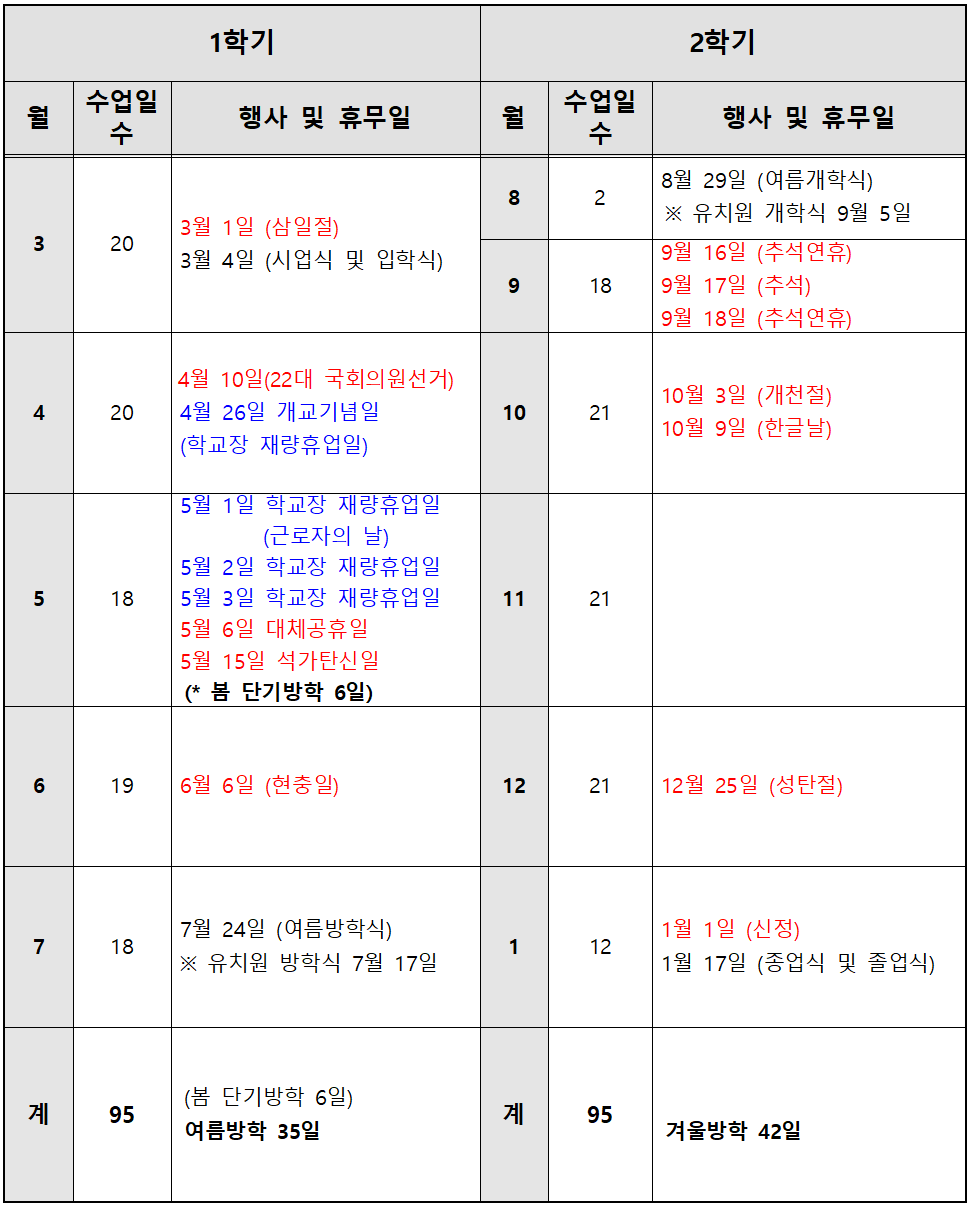 1학기
2학기
월
수업일
수
행사 및 휴무일
월
수업일
수
행사 및 휴무일
3
20
3월 1일 (삼일절)
3월 4일 (시업식 및 입학식)
8
2
8월 29일 (여름개학식)
※ 유치원 개학식 9월 5일
9
18
9월 16일 (추석연휴)
9월 17일 (추석)
9월 18일 (추석연휴)
4
20
4월 10일(22대 국회의원선거)
4월 26일 개교기념일
(학교장 재량휴업일)
10
21
10월 3일 (개천절)
10월 9일 (한글날)
5
18
5월 1일 학교장 재량휴업일
(근로자의 날)
5월 2일 학교장 재량휴업일
5월 3일 학교장 재량휴업일
5월 6일 대체공휴일
5월 15일 석가탄신일
(* 봄 단기방학 6일)
11
21
6
19
6월 6일 (현충일)
12
21
12월 25일 (성탄절)
7
18
7월 24일 (여름방학식)
※ 유치원 방학식 7월 17일
1
12
1월 1일 (신정)
1월 17일 (종업식 및 졸업식)
계
95
(봄 단기방학 6일)
여름방학 35일
계
95
겨울방학 42일